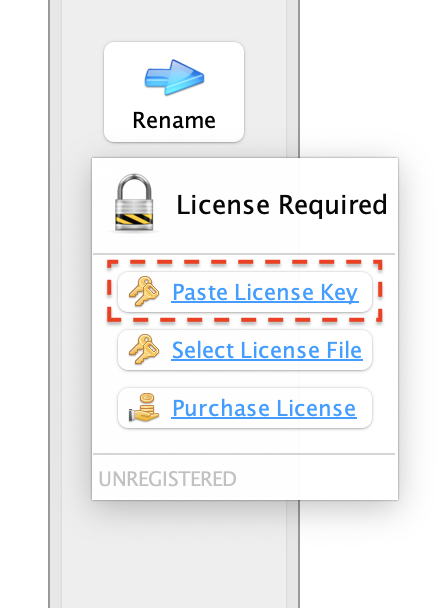 Rename
License Required
Paste License Key
Select License File
Purchase License
UNREGISTERED